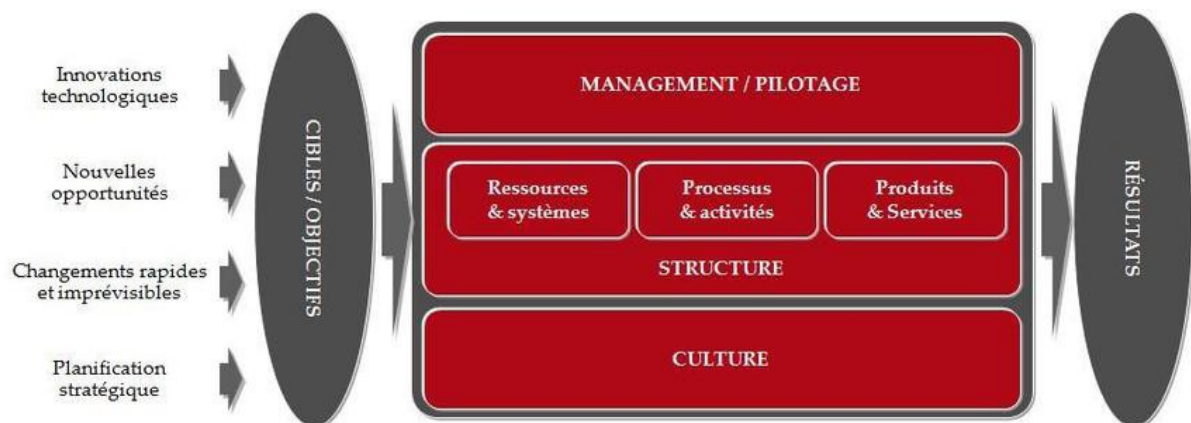 Innovations
technologiques
Nouvelles
opportunités
Changements rapides
et imprévisibles
Planification
stratégique
CIBLES / OBJECTIFS
MANAGEMENT / PILOTAGE
Ressources
& systèmes
Processus
& activités
Produits
& Services
STRUCTURE
CULTURE
RÉSULTATS